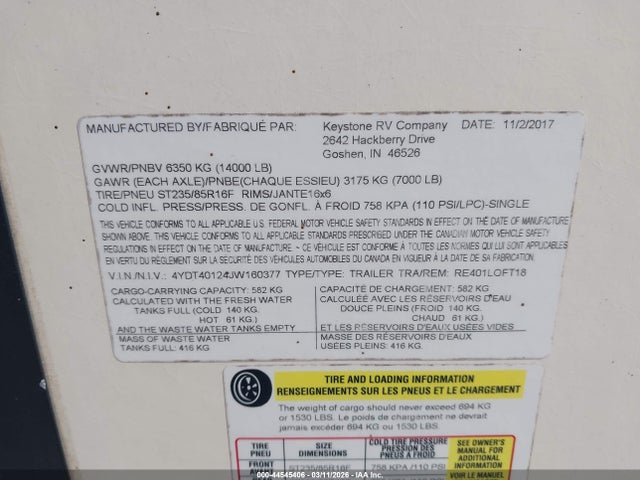 MANUFACTURED BY/FABRIQUÉ PAR: Keystone RV Company DATE: 11/2/2017
2642 Hackberry Drive
Goshen, IN 46526
GVWR/PNBV 6350 KG (14000 LB)
GAWR (EACH AXLE)/PNBE(CHAQUE ESSIEU) 3175 KG (7000 LB)
TIRE/PNEU ST235/85R16F RIMS/JANTE16x6
COLD INFL. PRESS./PRESS. DE GONFL. À FROID 758 KPA (110 PSI/LPC)-SINGLE
THIS VEHICLE CONFORMS TO ALL APPLICABLE U.S. FEDERAL MOTOR VEHICLE SAFETY STANDARDS IN EFFECT ON THE DATE OF MANUFACTURE
SHOWN ABOVE. THIS VEHICLE CONFORMS TO ALL APPLICABLE STANDARDS PRESCRIBED UNDER THE CANADIAN MOTOR VEHICLE SAFETY
REGULATIONS IN EFFECT ON THE DATE OF MANUFACTURE \ CE VÉHICULE EST CONFORME À TOUTES LES NORMES QUI LUI SONT APPLICABLES EN
VERTU DU RÈGLEMENT SUR LA SÉCURITÉ DES VÉHICULES AUTOMOBILES DU CANADA EN VIGUEUR À LA DATE DE SA FABRICATION
V.I.N./N.I.V.: 4YDT40124JW160377 TYPE/TYPE: TRAILER TRA/REM: RE401LOFT18
CARGO-CARRYING CAPACITY: 582 KG
CALCULATED WITH THE FRESH WATER
TANKS FULL (COLD 140 KG.
HOT 61 KG.)
AND THE WASTE WATER TANKS EMPTY
MASS OF WASTE WATER
TANKS FULL: 416 KG
CAPACITÉ DE CHARGEMENT: 582 KG
CALCULÉE AVEC LES RÉSERVOIRS D'EAU
DOUCE PLEINS (FROID 140 KG.
CHAUD 61 KG.)
ET LES RÉSERVOIRS D'EAUX USÉES VIDES
MASSE DES RÉSERVOIRS D'EAUX
USÉES PLEINS: 416 KG.
TIRE AND LOADING INFORMATION
RENSEIGNEMENTS SUR LES PNEUS ET LE CHARGEMENT
The weight of cargo should never exceed 694 KG
or 1530 LBS. Le poids de chargement ne devrait
jamais excéder 694 KG ou 1530 LBS.
TIRE
PNEU
SIZE
DIMENSIONS
COLD TIRE PRESSURE
PRESSION DES
PNEUS À FROID
SEE OWNER'S
MANUAL FOR
ADDITIONAL
INFORMATION
VOIR LE MANUEL
FRONT
ST235/85R16F
758 KPA /110 PSI
44545406 - 03/11/2026 - IAAI.COM